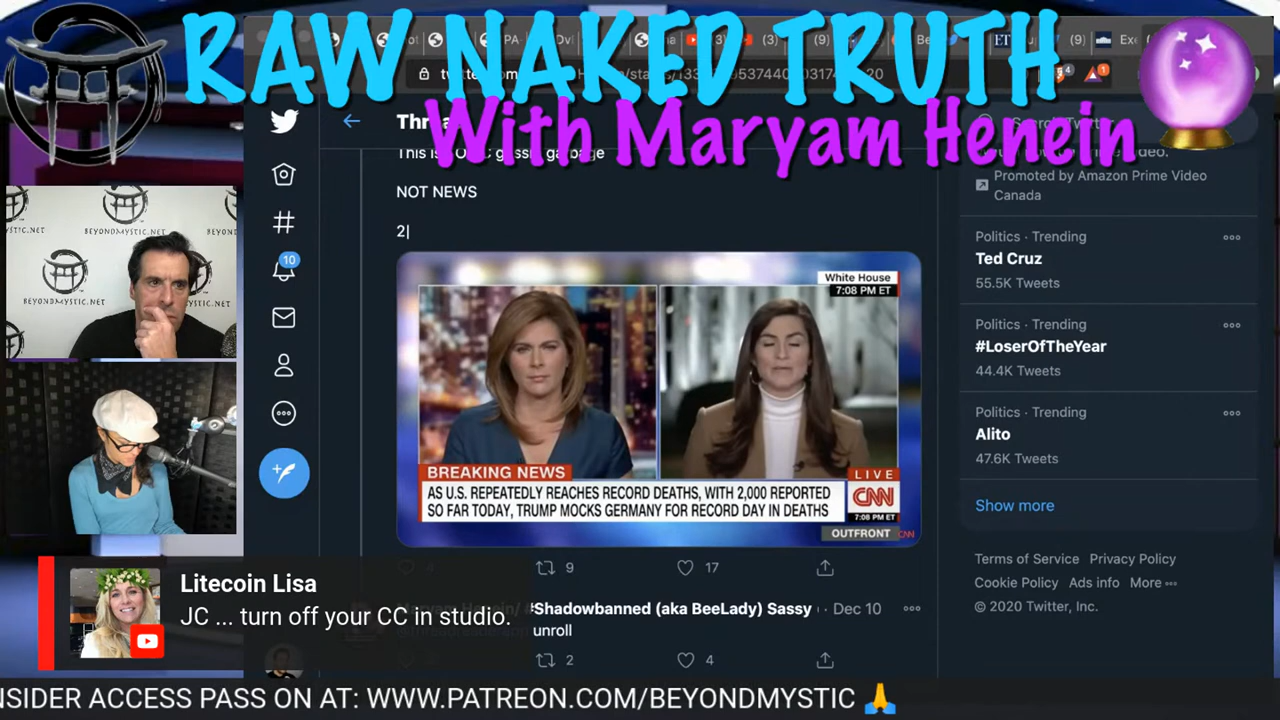 RAW NAKED TRUTH
With Maryam Henein
NOT NEWS
2|
White House
7:08 PM ET
BREAKING NEWS
AS U.S. REPEATEDLY REACHES RECORD DEATHS, WITH 2,000 REPORTED
SO FAR TODAY, TRUMP MOCKS GERMANY FOR RECORD DAY IN DEATHS
LIVE
CNN
7:08 PM ET
OUTFRONT CNN
9
17
#Shadowbanned (aka BeeLady) Sassy
Dec 10
unroll
2
4
10
Promoted by Amazon Prime Video
Canada
Politics · Trending
Ted Cruz
55.5K Tweets
Politics · Trending
#LoserOfTheYear
44.4K Tweets
Politics · Trending
Alito
47.6K Tweets
Show more
Terms of Service Privacy Policy
Cookie Policy Ads info More
© 2020 Twitter, Inc.
BEYONDMYSTIC.NET
BEYONDMYSTIC.NET
Litecoin Lisa
JC ... turn off your CC in studio.
NSIDER ACCESS PASS ON AT: WWW.PATREON.COM/BEYONDMYSTIC 🙏